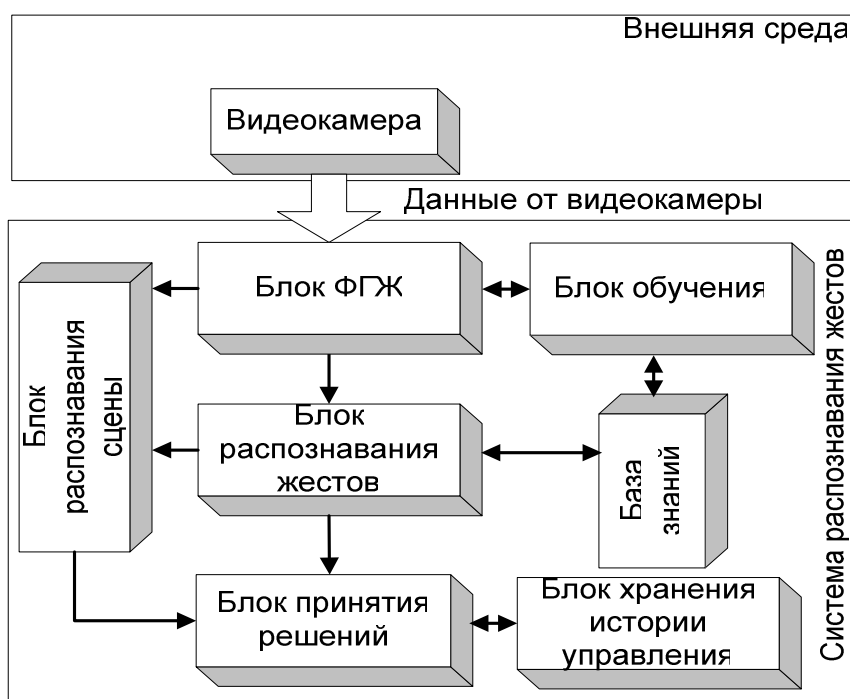 Внешняя среда
Видеокамера
Данные от видеокамеры
Блок ФГЖ
Блок обучения
Блок
распознавания
сцены
Блок
распознавания
жестов
База
знаний
Блок принятия
решений
Блок хранения
истории
управления
Система распознавания жестов